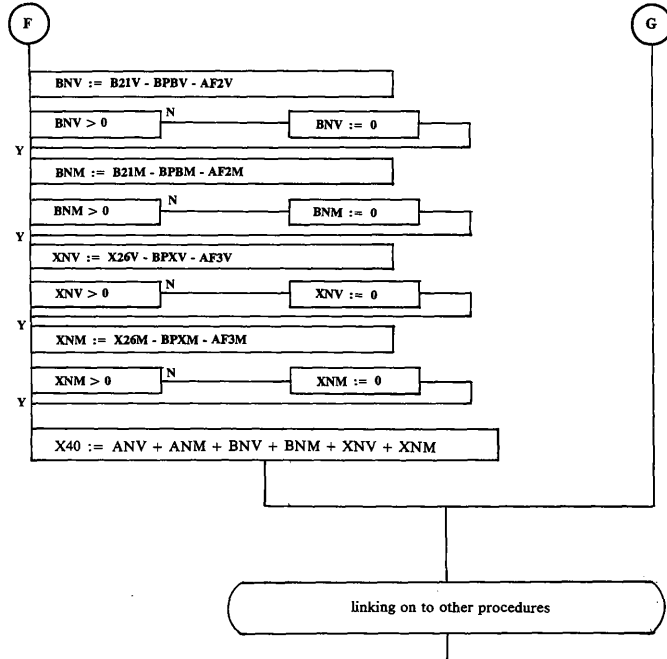 F
G
BNV := B21V - BPBV - AF2V
BNV > 0
N
BNV := 0
Y
BNM := B21M - BPBM - AF2M
BNM > 0
N
BNM := 0
Y
XNV := X26V - BPXV - AF3V
XNV > 0
N
XNV := 0
Y
XNM := X26M - BPXM - AF3M
XNM > 0
N
XNM := 0
Y
X40 := ANV + ANM + BNV + BNM + XNV + XNM
linking on to other procedures